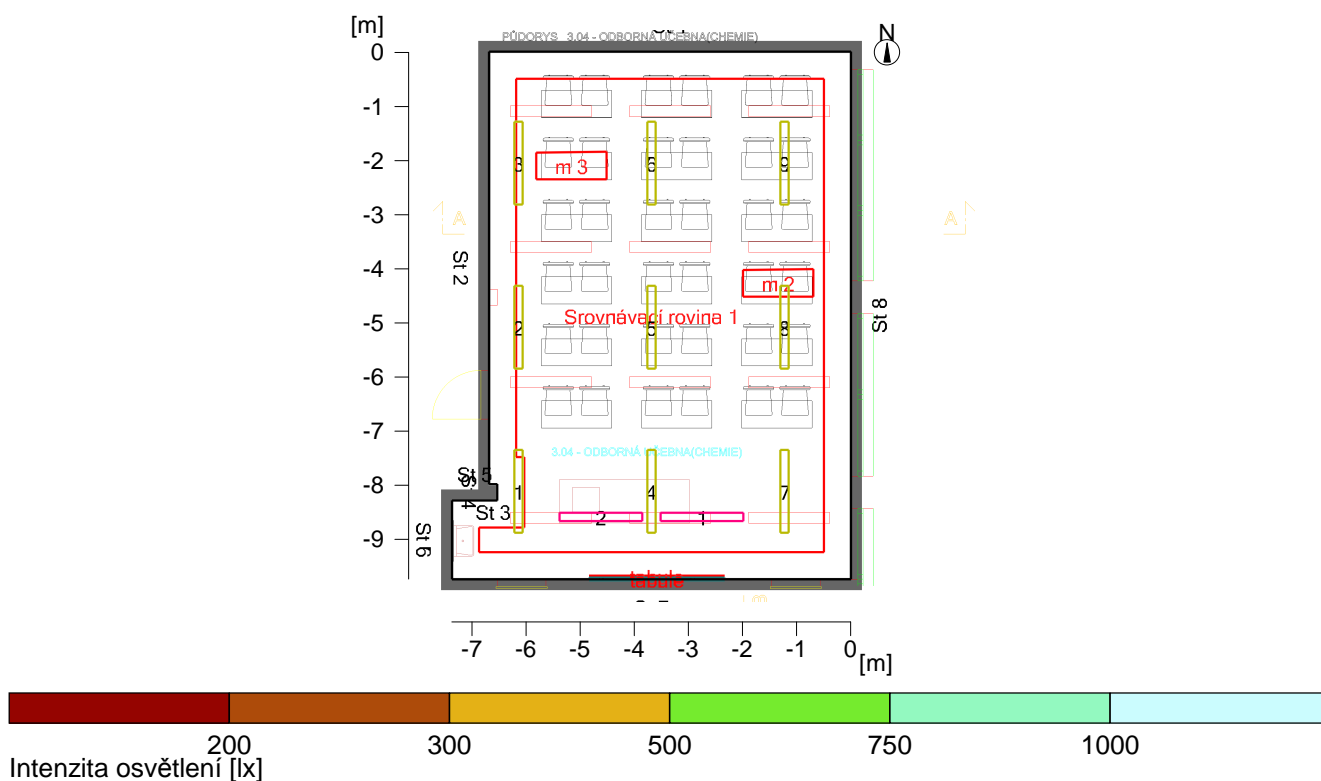 [m]
PŮDORYS 3.04 - ODBORNÁ UČEBNA(CHEMIE)
N
0
-1
-2
-3
-4
-5
-6
-7
-8
-9
3
6
9
m 3
A
A
St 2
m 2
Srovnávací rovina 1
St 8
2
5
8
3.04 - ODBORNÁ UČEBNA(CHEMIE)
St 5
St 4
St 3
1
4
7
2
1
St 6
tabule
-7
-6
-5
-4
-3
-2
-1
0
[m]
200
300
500
750
1000
Intenzita osvětlení [lx]